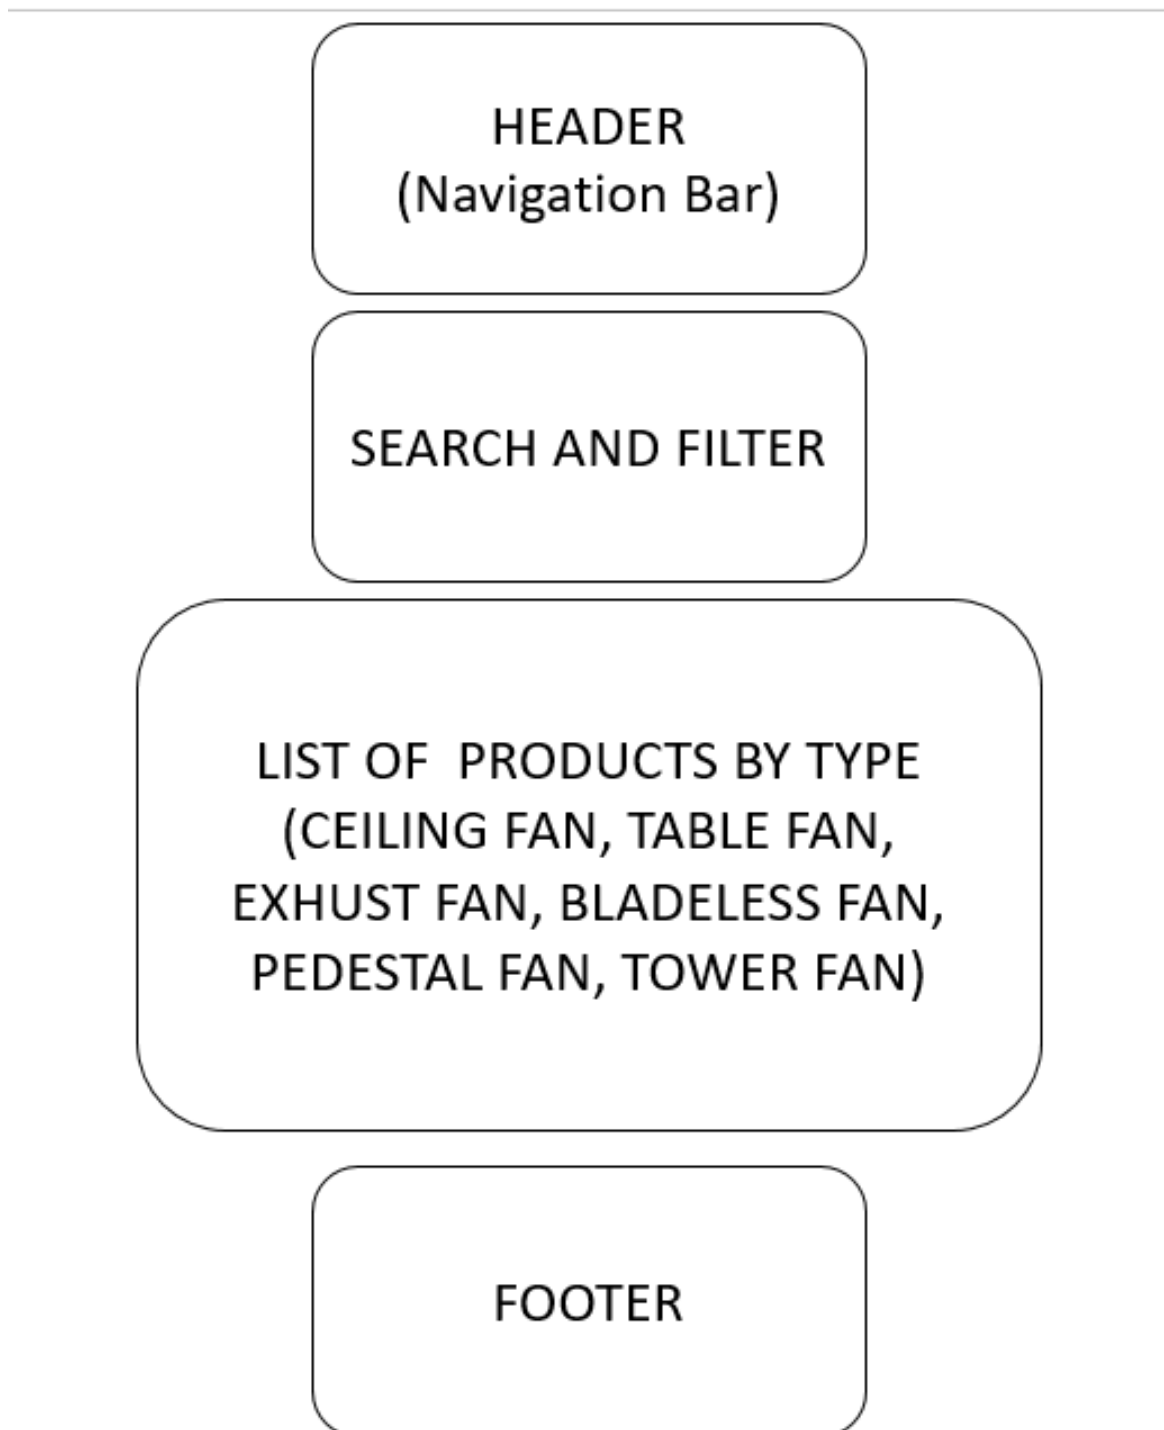 HEADER
(Navigation Bar)
SEARCH AND FILTER
LIST OF  PRODUCTS BY TYPE
(CEILING FAN, TABLE FAN,
EXHUST FAN, BLADELESS FAN,
PEDESTAL FAN, TOWER FAN)
FOOTER